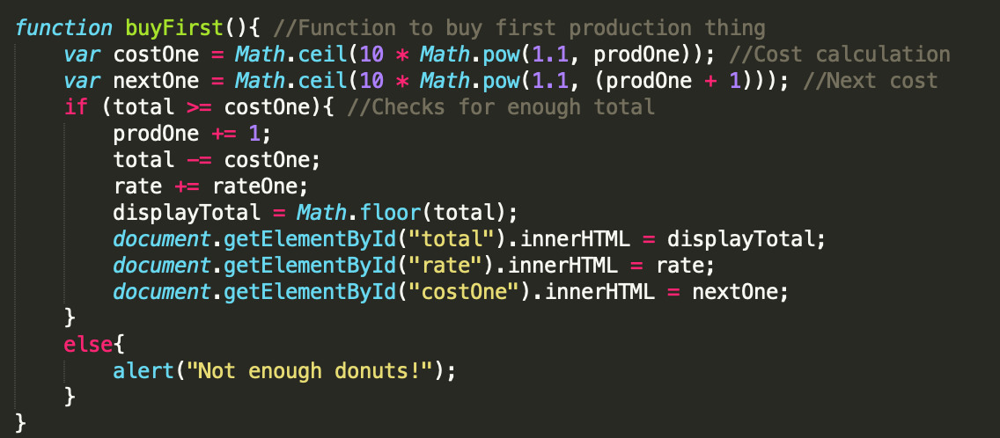 function buyFirst(){ //Function to buy first production thing
    var costOne = Math.ceil(10 * Math.pow(1.1, prodOne)); //Cost calculation
    var nextOne = Math.ceil(10 * Math.pow(1.1, (prodOne + 1))); //Next cost
    if (total >= costOne){ //Checks for enough total
        prodOne += 1;
        total -= costOne;
        rate += rateOne;
        displayTotal = Math.floor(total);
        document.getElementById("total").innerHTML = displayTotal;
        document.getElementById("rate").innerHTML = rate;
        document.getElementById("costOne").innerHTML = nextOne;
    }
    else{
        alert("Not enough donuts!");
    }
}